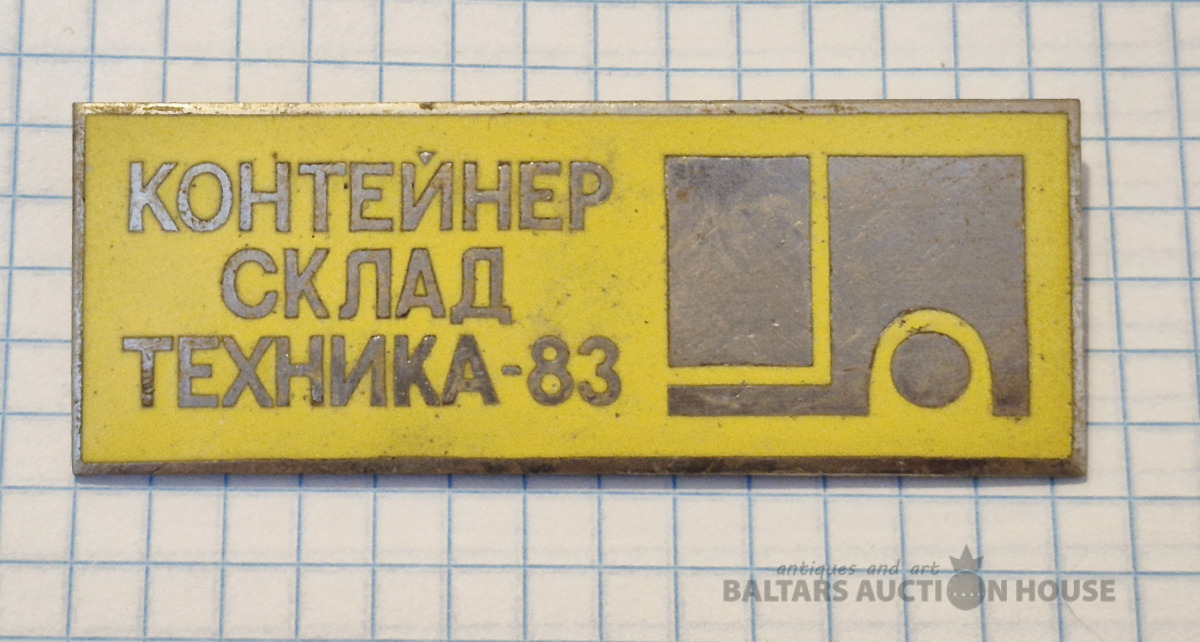 КОНТЕЙНЕР
СКЛАД
ТЕХНИКА-83
antiques and art
BALTARS AUCTION HOUSE